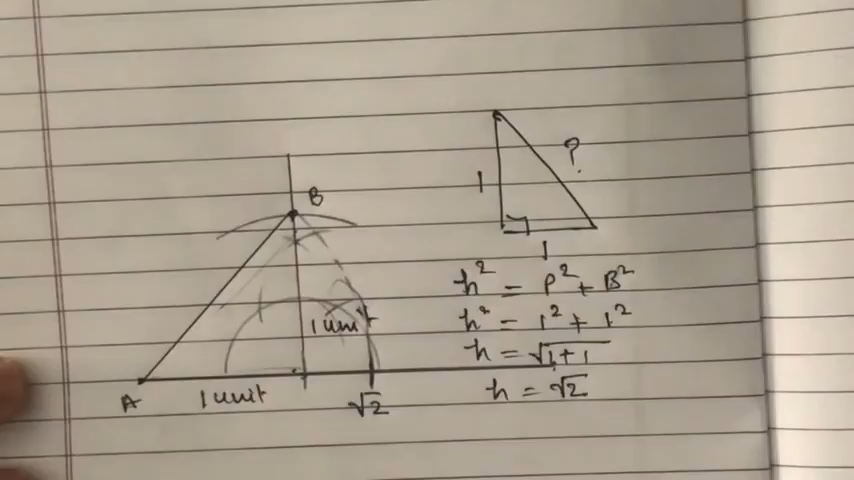 B
1 unit
A
1 unit
√2
1
?
1
h² = P² + B²
h² = 1² + 1²
h = √1+1
h = √2